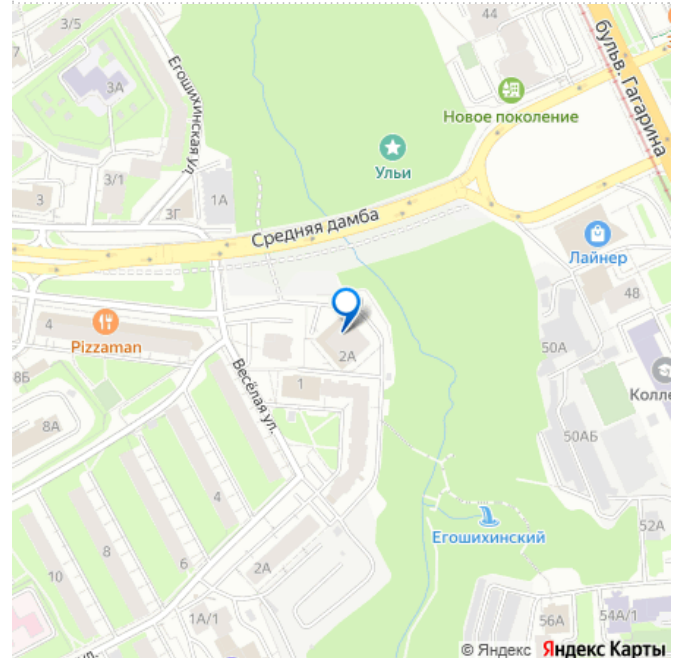 3/5
44
7
3А
Егошихинская ул.
бульв. Гагарина
Новое поколение
Ульи
3/1
3
3Г
1А
Средняя дамба
Лайнер
48
4
Pizzaman
2А
50А
Весёлая ул.
1
8Б
8А
Колле
50АБ
4
Егошихинский
8
6
10
2А
52А
1А/1
56А
54А/1
ул.
© Яндекс Яндекс Карты